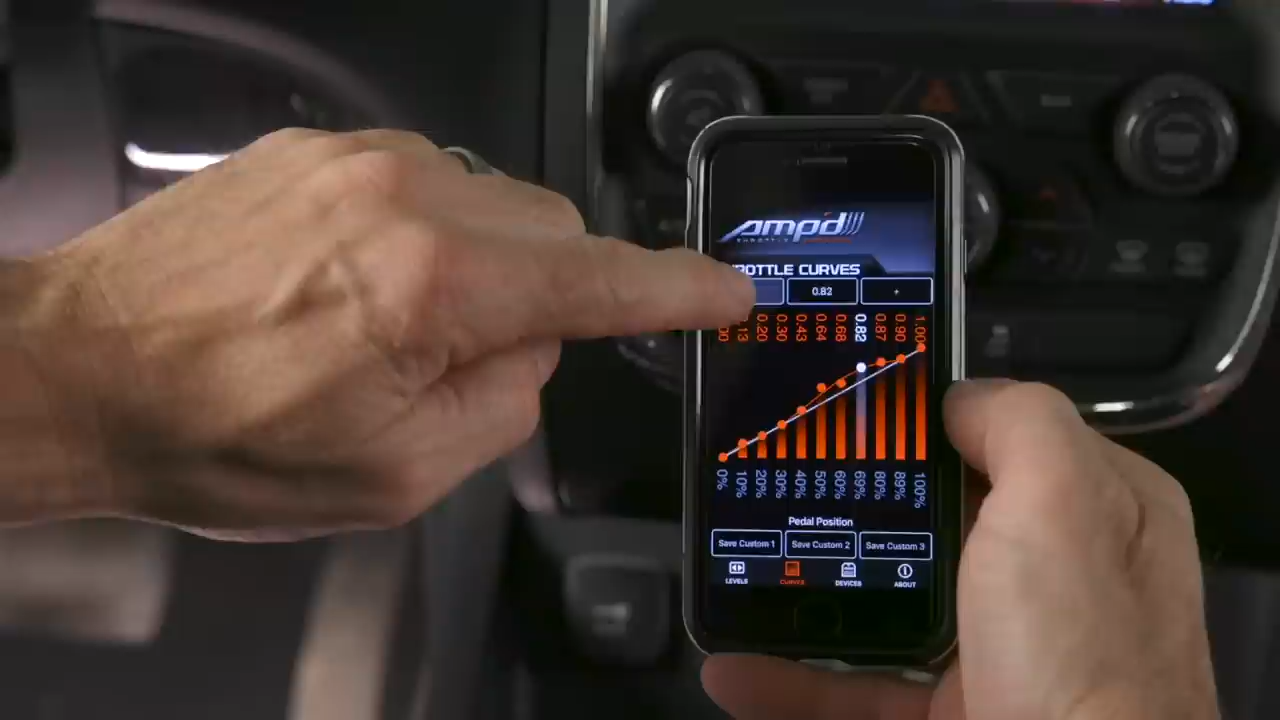 ampd
OTTLE CURVES
0.82 +
00 .13 0.20 0.30 0.43 0.64 0.68 0.82 0.87 0.90 1.00
0% 10% 20% 30% 40% 50% 60% 69% 80% 89% 100%
Pedal Position
Save Custom 1 Save Custom 2 Save Custom 3
LEVELS CURVES DEVICES ABOUT